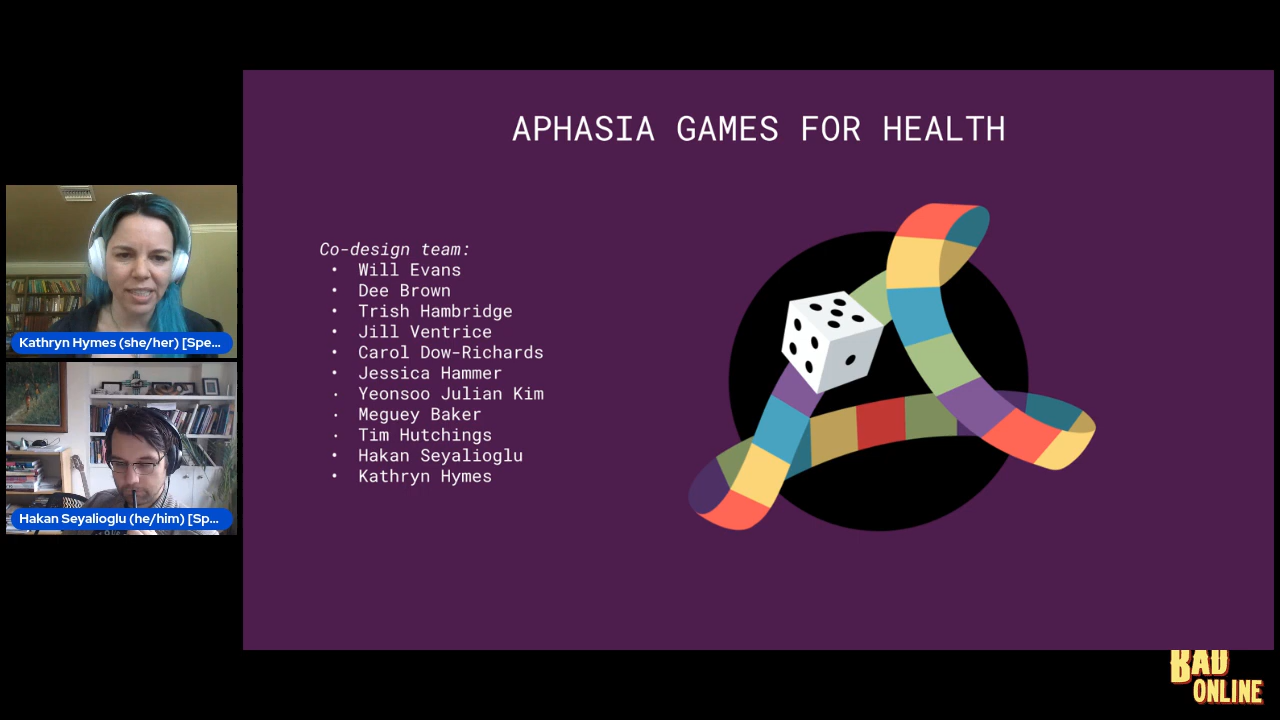 APHASIA GAMES FOR HEALTH
Co-design team:
• Will Evans
• Dee Brown
• Trish Hambridge
• Jill Ventrice
• Carol Dow-Richards
• Jessica Hammer
• Yeonsoo Julian Kim
• Meguey Baker
• Tim Hutchings
• Hakan Seyalioglu
• Kathryn Hymes
Kathryn Hymes (she/her) [Spe...
Hakan Seyalioglu (he/him) [Sp...
BAD
ONLINE